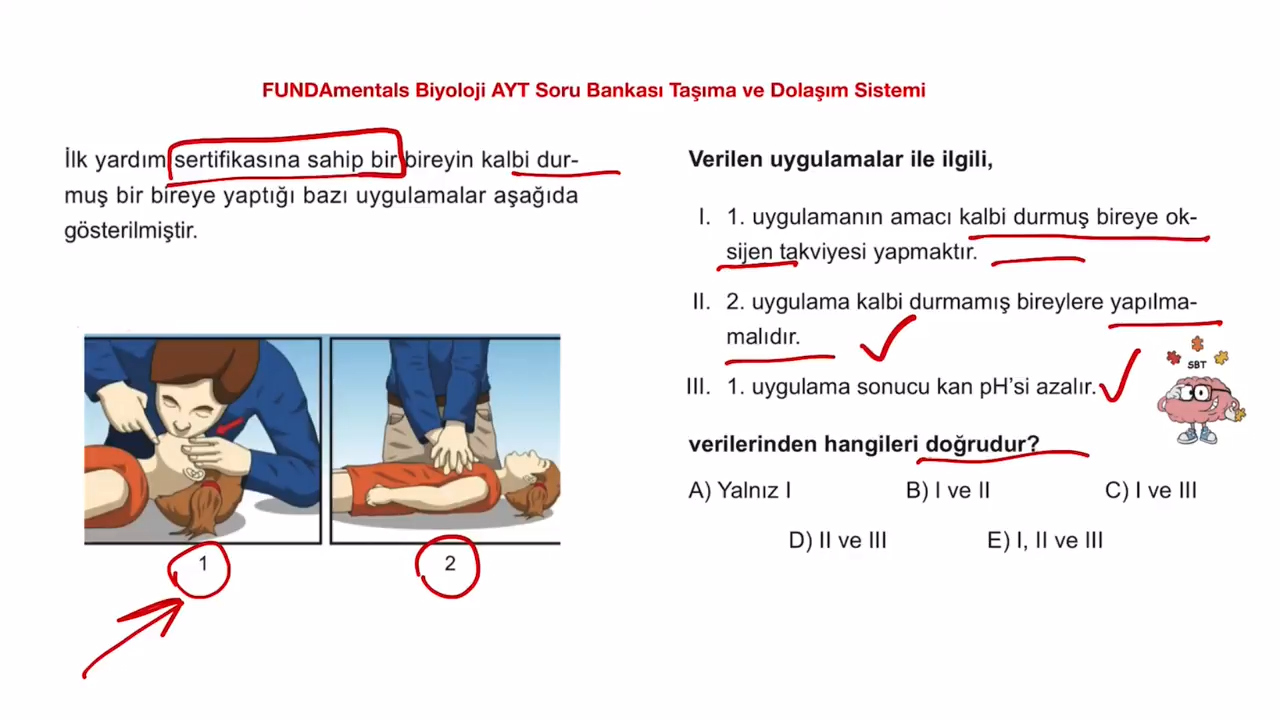 FUNDAmentals Biyoloji AYT Soru Bankası Taşıma ve Dolaşım Sistemi
İlk yardım sertifikasına sahip bir bireyin kalbi dur-
muş bir bireye yaptığı bazı uygulamalar aşağıda
gösterilmiştir.
1
2
Verilen uygulamalar ile ilgili,
I. 1. uygulamanın amacı kalbi durmuş bireye ok-
sijen takviyesi yapmaktır.
II. 2. uygulama kalbi durmamış bireylere yapılma-
malıdır.
SBT
III. 1. uygulama sonucu kan pH'si azalır.
verilerinden hangileri doğrudur?
A) Yalnız I B) I ve II C) I ve III
D) II ve III E) I, II ve III